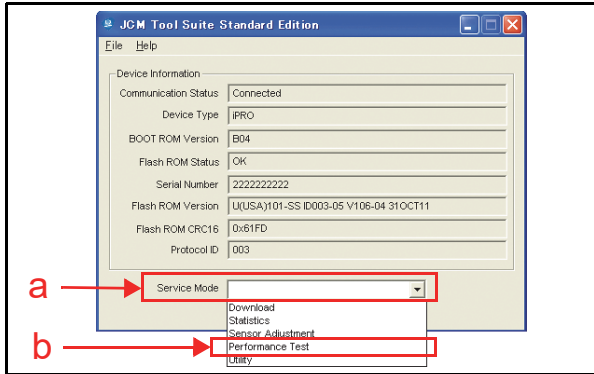 JCM Tool Suite Standard Edition
File Help
Device Information
Communication Status Connected
Device Type iPRO
BOOT ROM Version B04
Flash ROM Status OK
Serial Number 2222222222
Flash ROM Version U(USA)101-SS ID003-05 V106-04 31OCT11
Flash ROM CRC16 0x61FD
Protocol ID 003
a Service Mode
Download
Statistics
Sensor Adjustment
b Performance Test
Utility